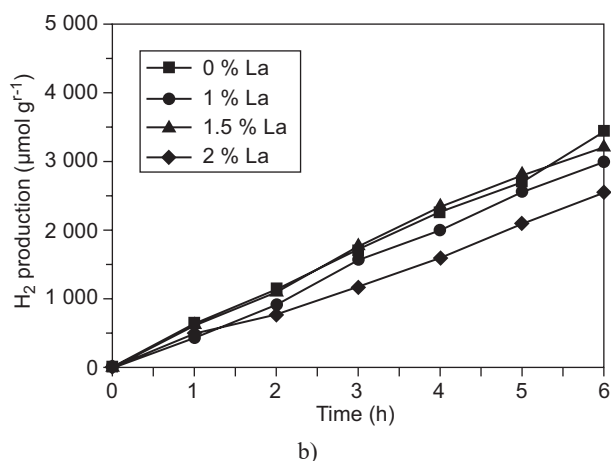 5 000
4 000
3 000
2 000
1 000
0
H₂ production (µmol gʳ⁻¹)
0 % La
1 % La
1.5 % La
2 % La
0 1 2 3 4 5 6
Time (h)
b)